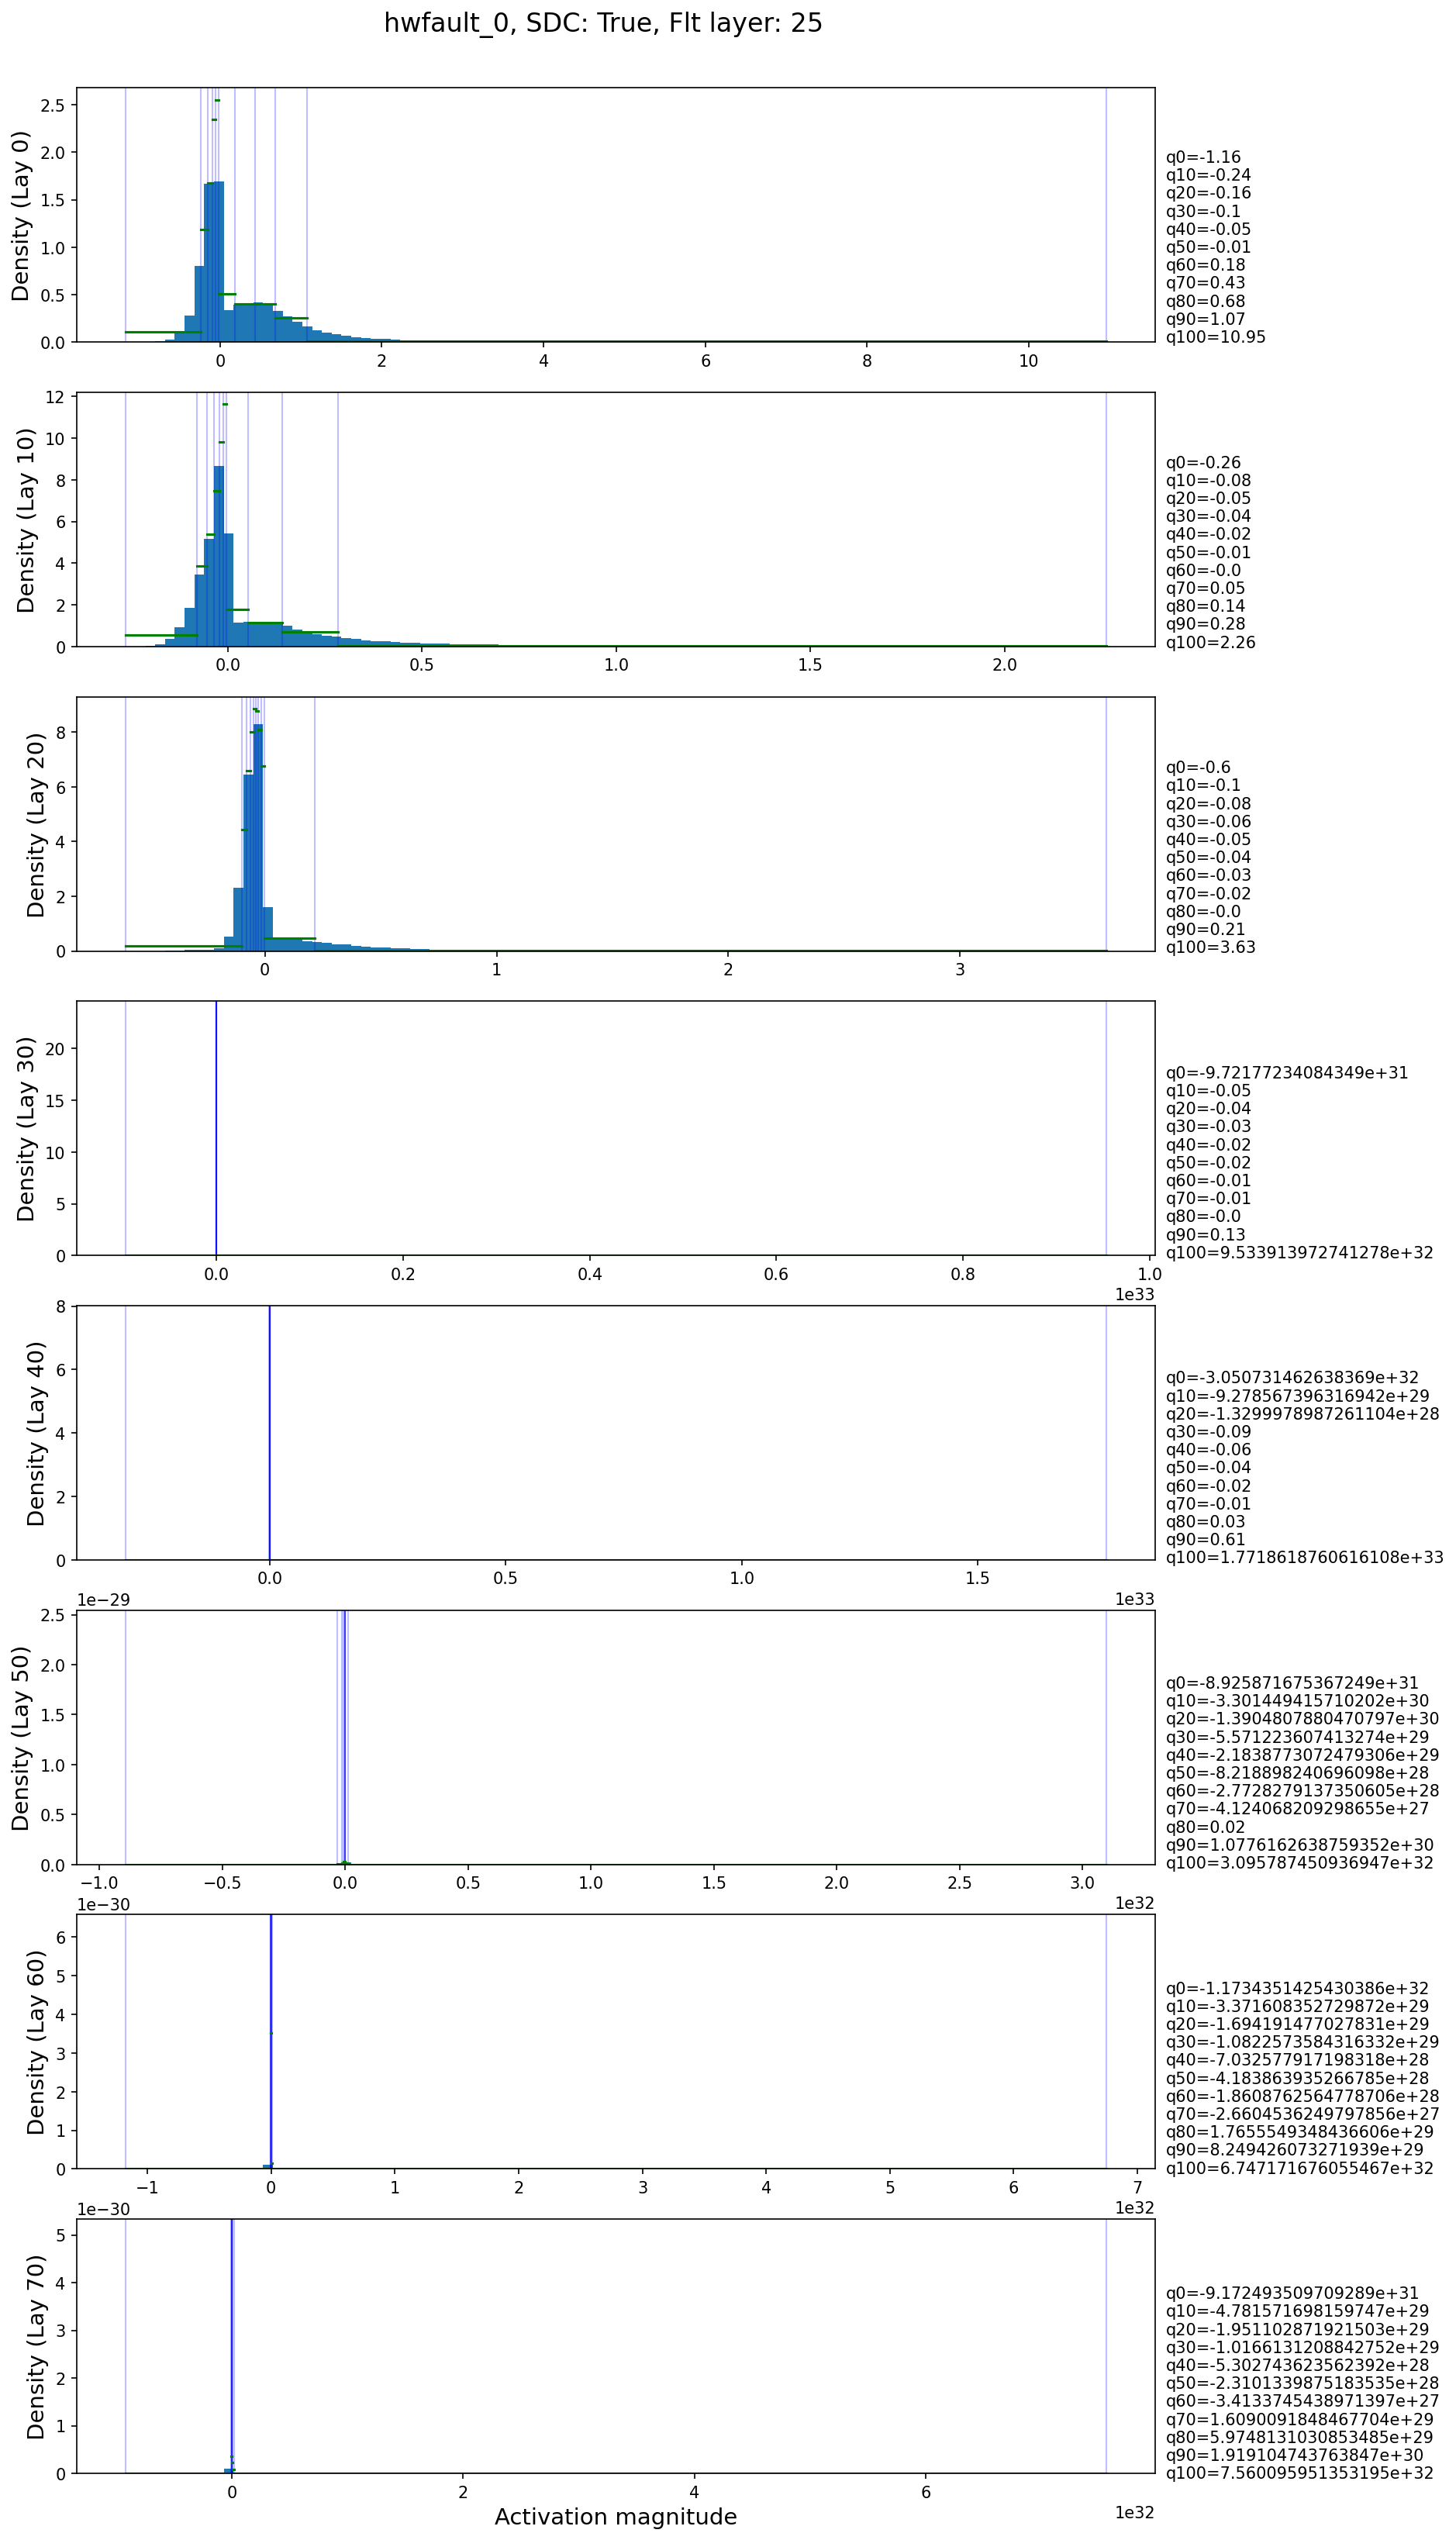 hwfault_0, SDC: True, Flt layer: 25
Density (Lay 0)
2.5
2.0
1.5
1.0
0.5
0.0
0 2 4 6 8 10
q0=-1.16
q10=-0.24
q20=-0.16
q30=-0.1
q40=-0.05
q50=-0.01
q60=0.18
q70=0.43
q80=0.68
q90=1.07
q100=10.95
Density (Lay 10)
12
10
8
6
4
2
0
0.0 0.5 1.0 1.5 2.0
q0=-0.26
q10=-0.08
q20=-0.05
q30=-0.04
q40=-0.02
q50=-0.01
q60=-0.0
q70=0.05
q80=0.14
q90=0.28
q100=2.26
Density (Lay 20)
8
6
4
2
0
0 1 2 3
q0=-0.6
q10=-0.1
q20=-0.08
q30=-0.06
q40=-0.05
q50=-0.04
q60=-0.03
q70=-0.02
q80=-0.0
q90=0.21
q100=3.63
Density (Lay 30)
20
15
10
5
0
0.0 0.2 0.4 0.6 0.8 1.0
1e33
q0=-9.72177234084349e+31
q10=-0.05
q20=-0.04
q30=-0.03
q40=-0.02
q50=-0.02
q60=-0.01
q70=-0.01
q80=-0.0
q90=0.13
q100=9.533913972741278e+32
Density (Lay 40)
8
6
4
2
0
0.0 0.5 1.0 1.5
1e33
q0=-3.050731462638369e+32
q10=-9.278567396316942e+29
q20=-1.3299978987261104e+28
q30=-0.09
q40=-0.06
q50=-0.04
q60=-0.02
q70=-0.01
q80=0.03
q90=0.61
q100=1.7718618760616108e+33
1e−29
Density (Lay 50)
2.5
2.0
1.5
1.0
0.5
0.0
−1.0 −0.5 0.0 0.5 1.0 1.5 2.0 2.5 3.0
1e32
q0=-8.925871675367249e+31
q10=-3.301449415710202e+30
q20=-1.3904807880470797e+30
q30=-5.571223607413274e+29
q40=-2.1838773072479306e+29
q50=-8.218898240696098e+28
q60=-2.7728279137350605e+28
q70=-4.124068209298655e+27
q80=0.02
q90=1.0776162638759352e+30
q100=3.095787450936947e+32
1e−30
Density (Lay 60)
6
5
4
3
2
1
0
−1 0 1 2 3 4 5 6 7
1e32
q0=-1.1734351425430386e+32
q10=-3.371608352729872e+29
q20=-1.694191477027831e+29
q30=-1.0822573584316332e+29
q40=-7.032577917198318e+28
q50=-4.183863935266785e+28
q60=-1.8608762564778706e+28
q70=-2.6604536249797856e+27
q80=1.7655549348436606e+29
q90=8.249426073271939e+29
q100=6.747171676055467e+32
1e−30
Density (Lay 70)
5
4
3
2
1
0
0 2 4 6
1e32
q0=-9.172493509709289e+31
q10=-4.781571698159747e+29
q20=-1.951102871921503e+29
q30=-1.0166131208842752e+29
q40=-5.302743623562392e+28
q50=-2.3101339875183535e+28
q60=-3.4133745438971397e+27
q70=1.6090091848467704e+29
q80=5.9748131030853485e+29
q90=1.919104743763847e+30
q100=7.560095951353195e+32
Activation magnitude